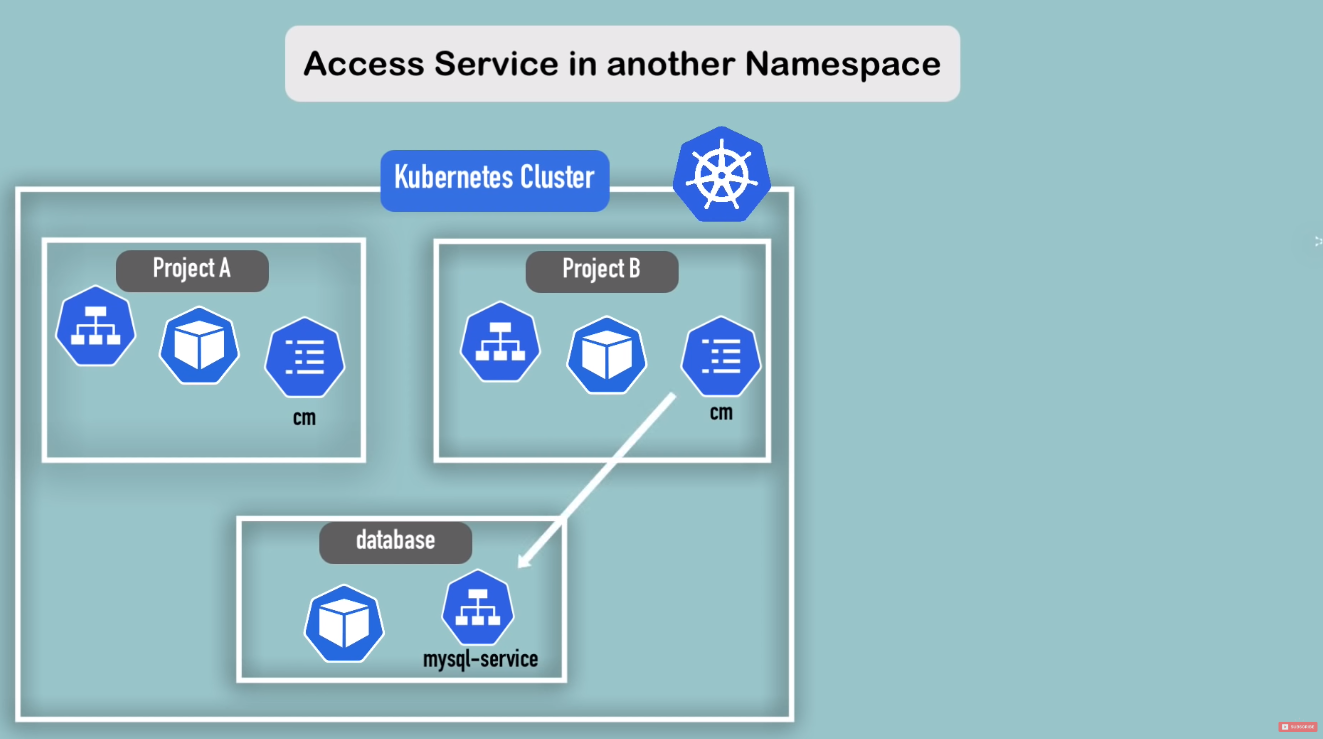 Access Service in another Namespace
Kubernetes Cluster
Project A
Project B
cm
cm
database
mysql-service
SUBSCRIBE